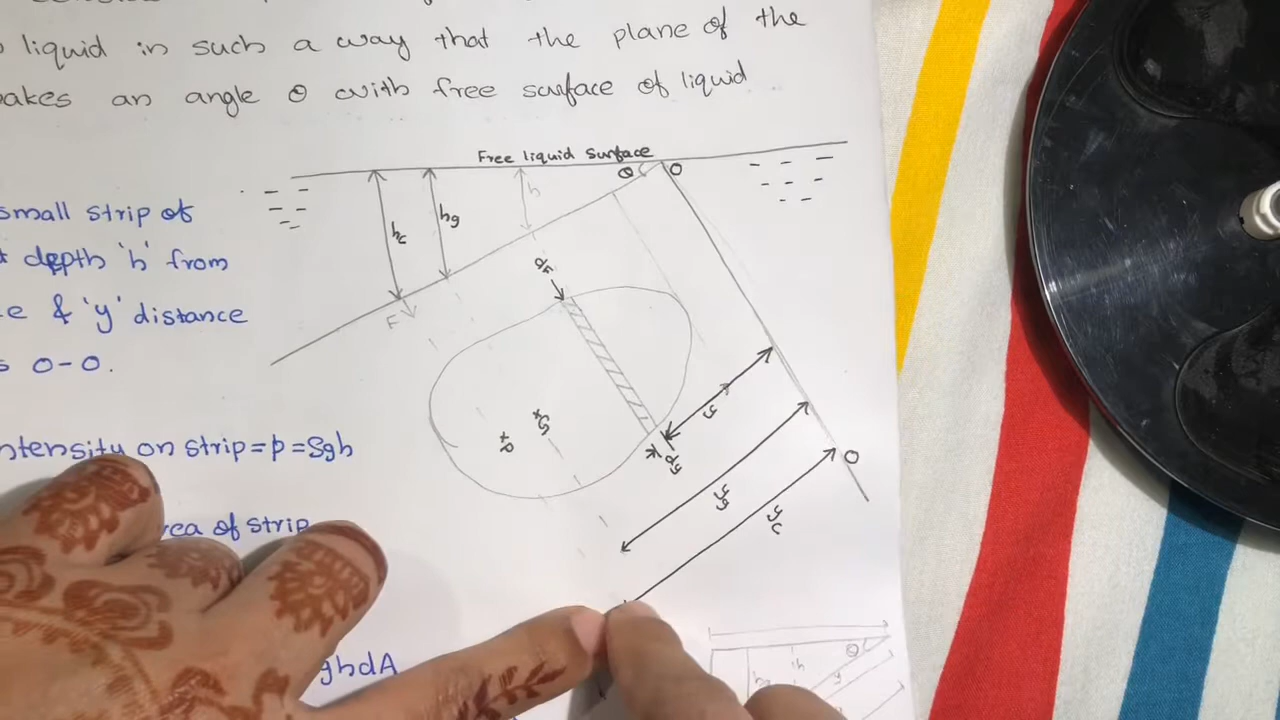 liquid in such a way that the plane of the
makes an angle θ with free surface of liquid
Free liquid surface
θ
O
hc
hg
h
small strip of
depth 'h' from
& 'y' distance
O-O.
dF
F
y
dy
O
yg
yc
intensity on strip = p = ρgh
area of strip
ghdA
θ
h
y